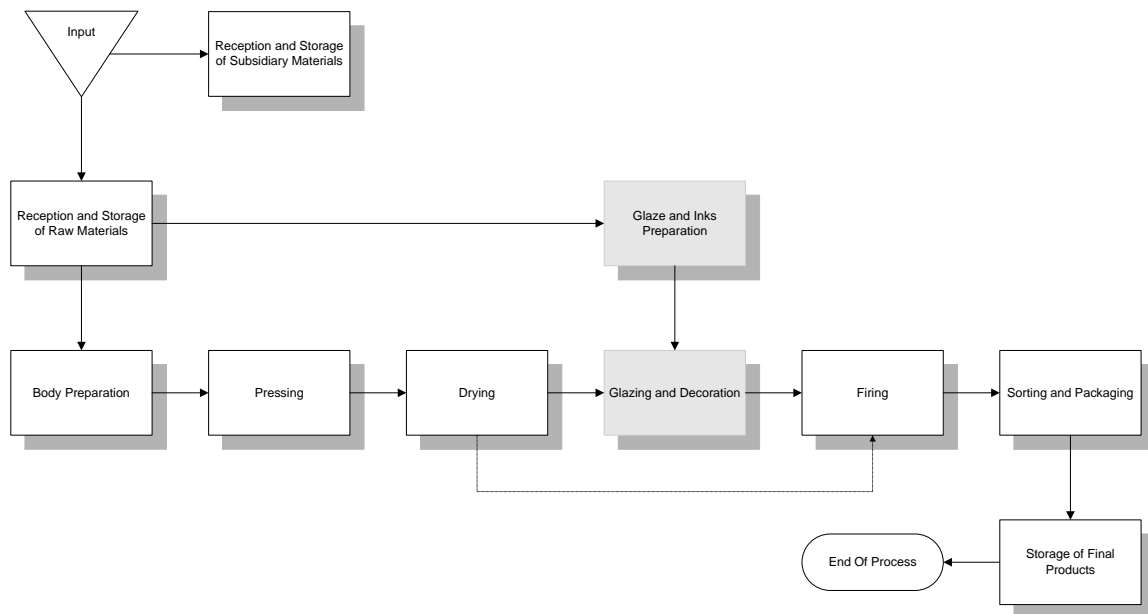 Input
Reception and Storage
of Subsidiary Materials
Reception and Storage
of Raw Materials
Glaze and Inks
Preparation
Body Preparation
Pressing
Drying
Glazing and Decoration
Firing
Sorting and Packaging
End Of Process
Storage of Final
Products